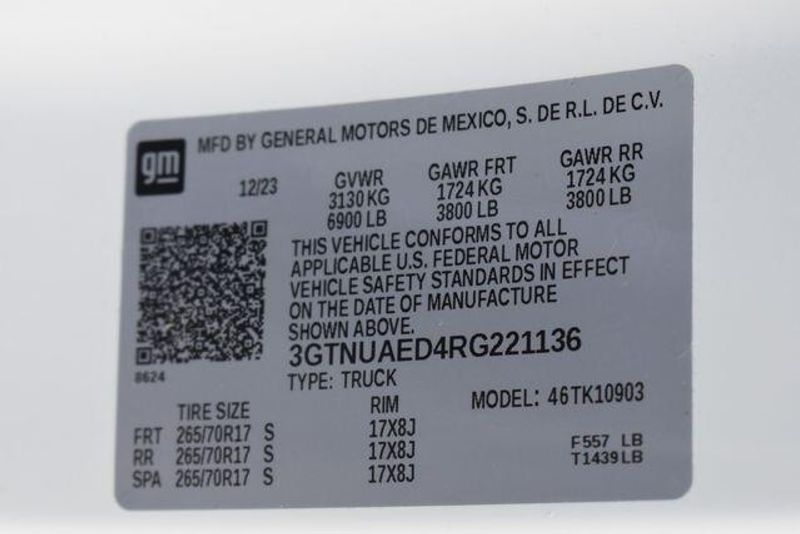 gm
MFD BY GENERAL MOTORS DE MEXICO, S. DE R.L. DE C.V.
12/23
GVWR
3130 KG
6900 LB
GAWR FRT
1724 KG
3800 LB
GAWR RR
1724 KG
3800 LB
THIS VEHICLE CONFORMS TO ALL
APPLICABLE U.S. FEDERAL MOTOR
VEHICLE SAFETY STANDARDS IN EFFECT
ON THE DATE OF MANUFACTURE
SHOWN ABOVE.
3GTNUAED4RG221136
8624
TYPE: TRUCK
MODEL: 46TK10903
TIRE SIZE RIM
FRT 265/70R17 S 17X8J
RR 265/70R17 S 17X8J
SPA 265/70R17 S 17X8J
F557 LB
T1439LB